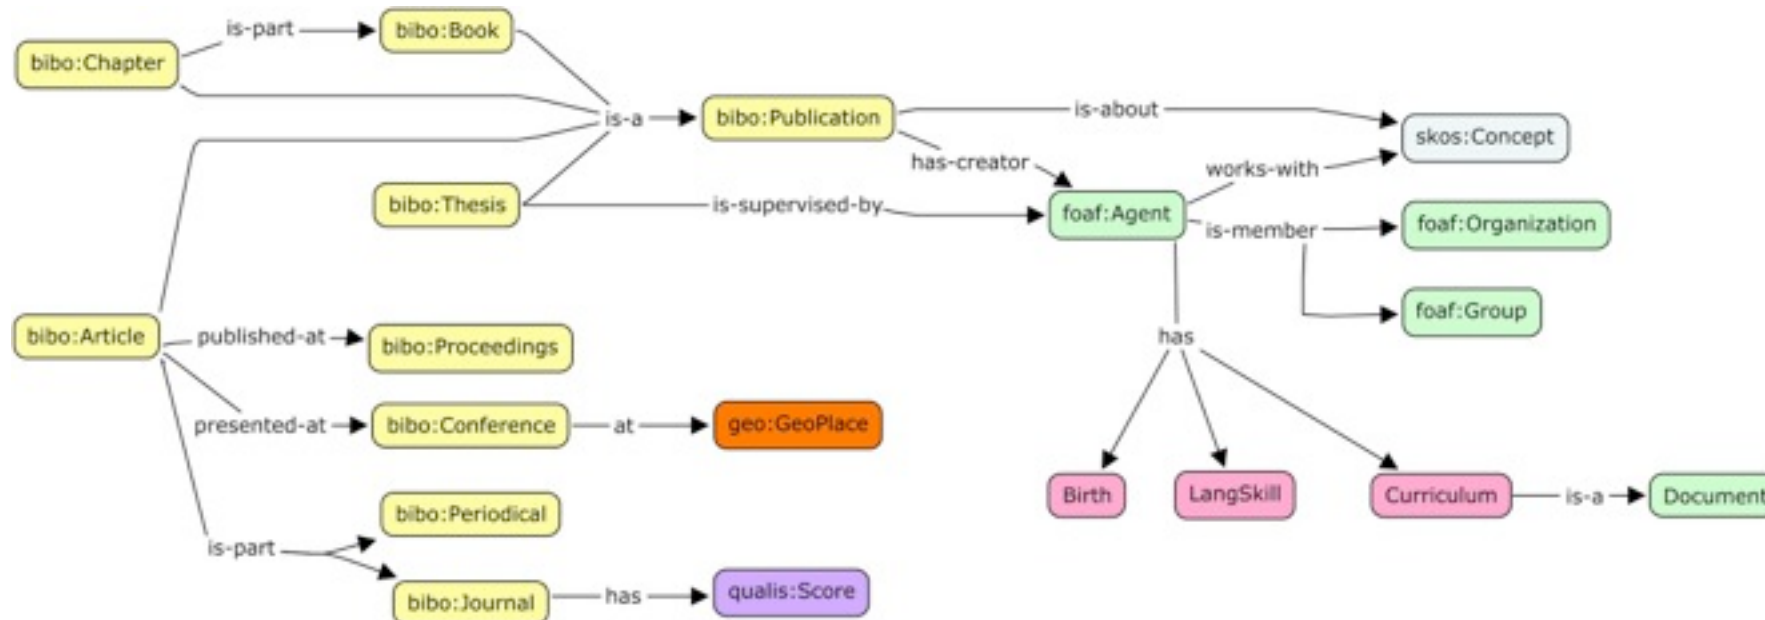 is-part
bibo:Book
bibo:Chapter
is-a
bibo:Publication
is-about
skos:Concept
has-creator
works-with
bibo:Thesis
is-supervised-by
foaf:Agent
is-member
foaf:Organization
foaf:Group
bibo:Article
published-at
bibo:Proceedings
has
presented-at
bibo:Conference
at
geo:GeoPlace
Birth
LangSkill
Curriculum
is-a
Document
bibo:Periodical
is-part
bibo:Journal
has
qualis:Score